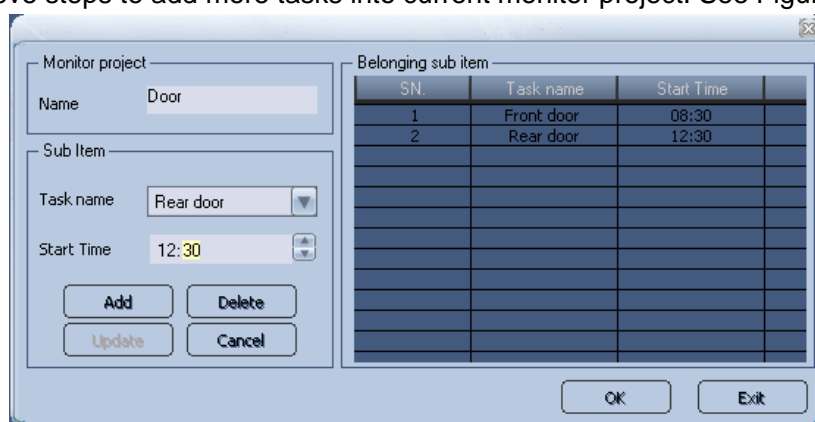 ve steps to add more tasks into current monitor project. See Figu
Monitor project
Name Door
Sub Item
Task name Rear door
Start Time 12:30
Add Delete
Update Cancel
Belonging sub item
SN. Task name Start Time
1 Front door 08:30
2 Rear door 12:30
OK Exit